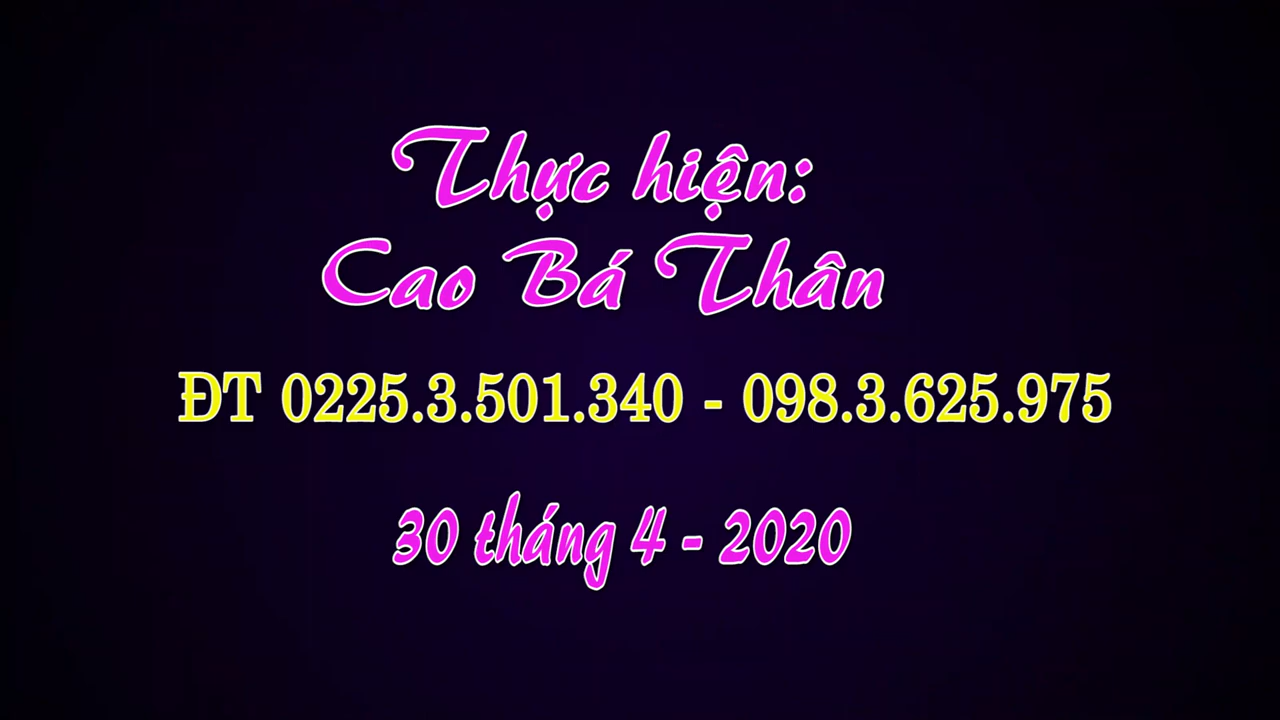 Thực hiện:
Cao Bá Thân
ĐT 0225.3.501.340 - 098.3.625.975
30 tháng 4 - 2020